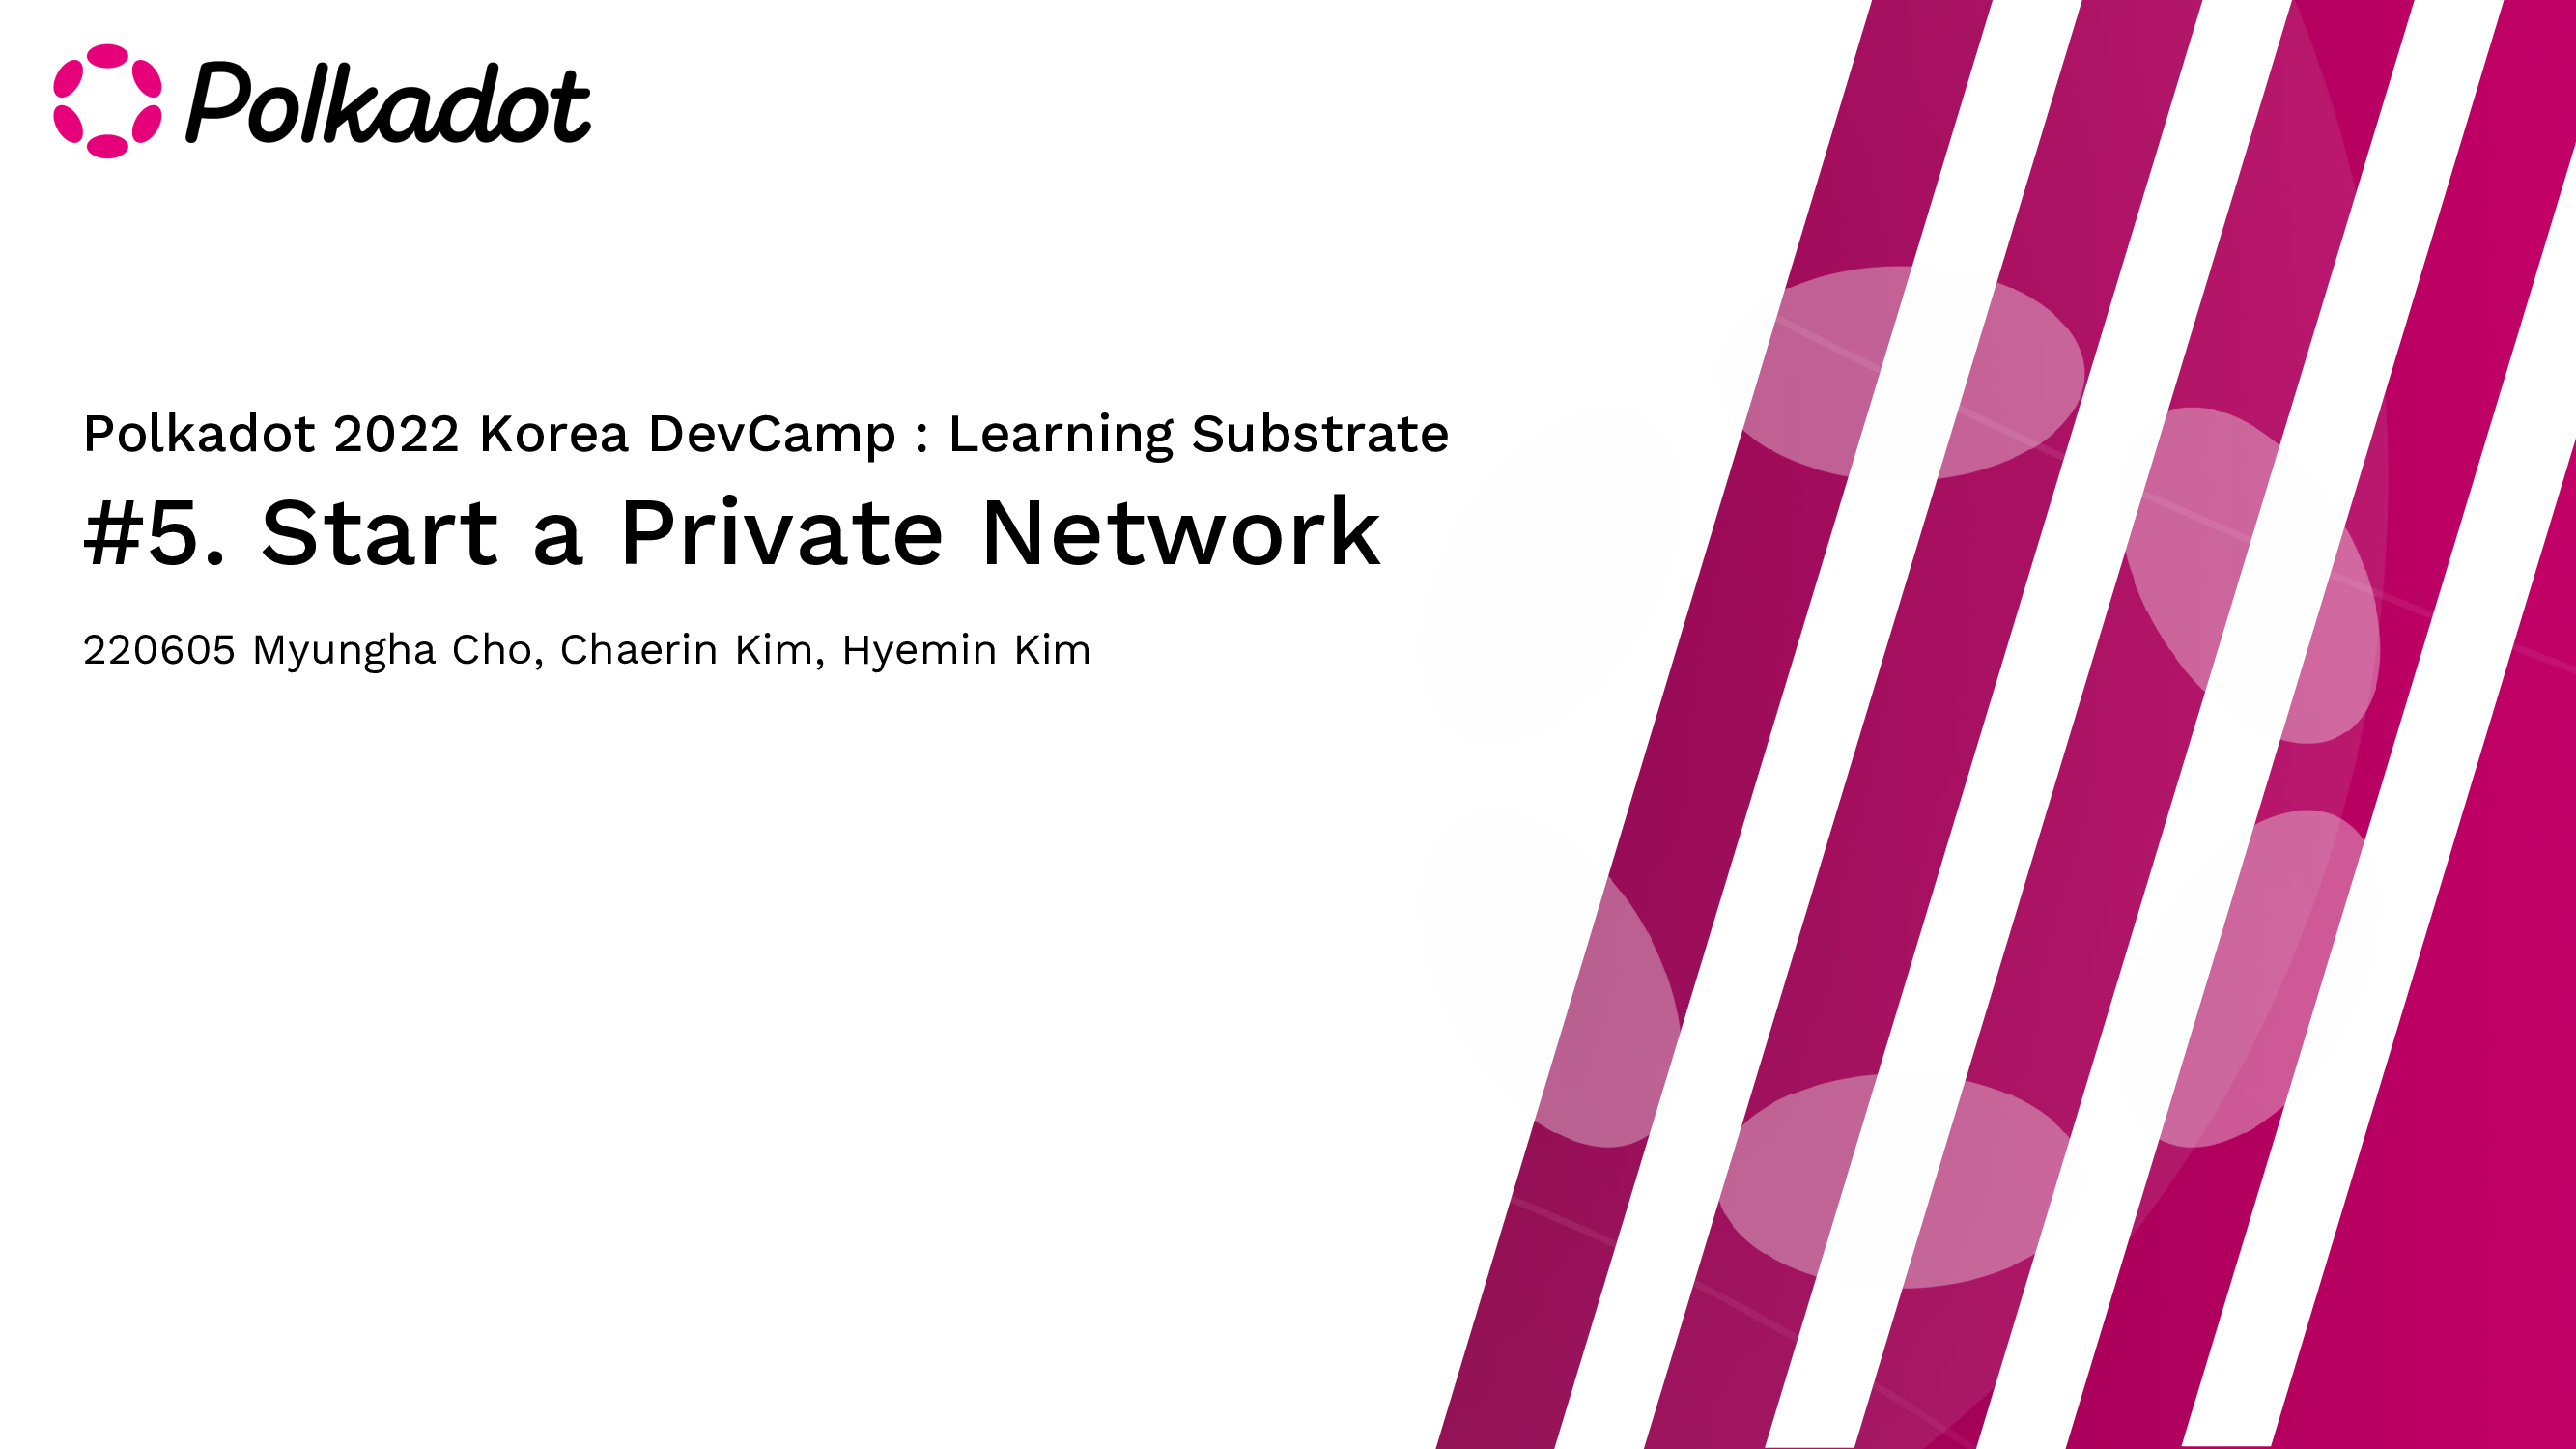 Polkadot
Polkadot 2022 Korea DevCamp : Learning Substrate
#5. Start a Private Network
220605 Myungha Cho, Chaerin Kim, Hyemin Kim